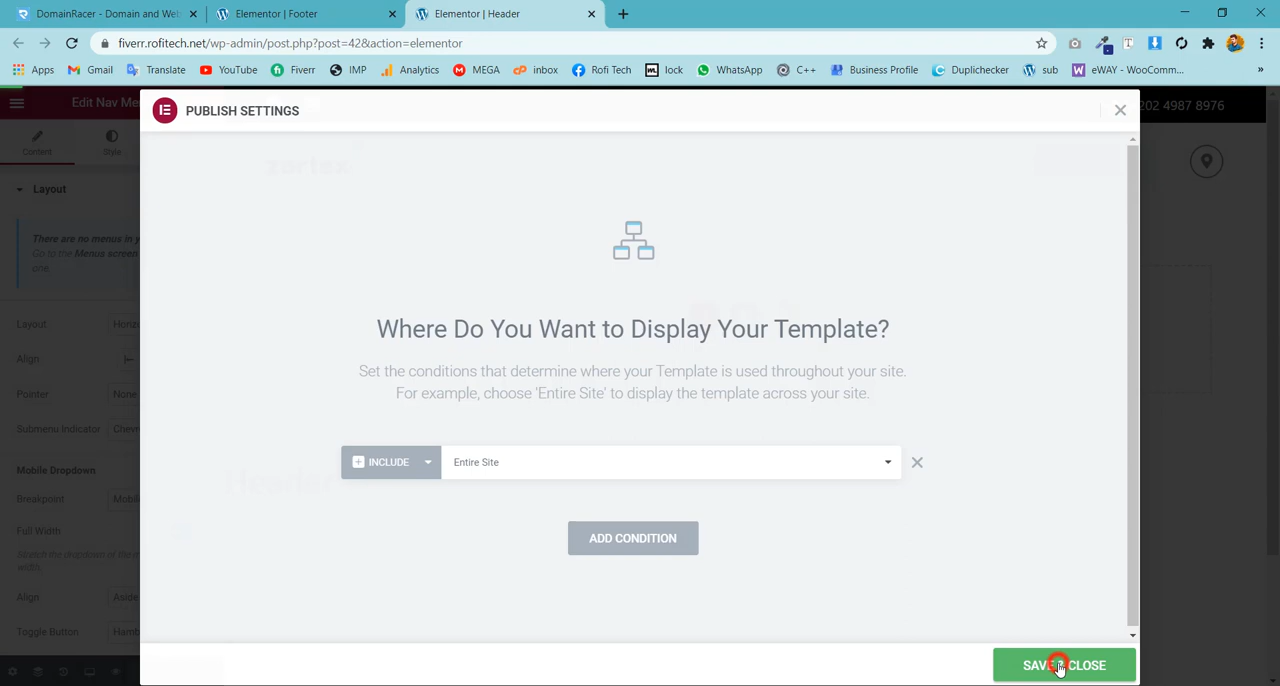 DomainRacer - Domain and Web
Elementor | Footer
Elementor | Header
fiverr.rofitech.net/wp-admin/post.php?post=42&action=elementor
Apps Gmail Translate YouTube Fiverr IMP Analytics MEGA inbox Rofi Tech lock WhatsApp C++ Business Profile Duplichecker sub eWAY - WooComm... »
Edit Nav Me
PUBLISH SETTINGS
202 4987 8976
Content
Style
Layout
There are no menus in y
Go to the Menus screen
one.
Where Do You Want to Display Your Template?
Set the conditions that determine where your Template is used throughout your site.
For example, choose 'Entire Site' to display the template across your site.
Layout Horiz
Align
Pointer None
Submenu Indicator Chevr
INCLUDE
Entire Site
Mobile Dropdown
Breakpoint Mobil
Full Width
Stretch the dropdown of the m
width.
ADD CONDITION
Align Aside
Toggle Button Hamb
SAVE & CLOSE